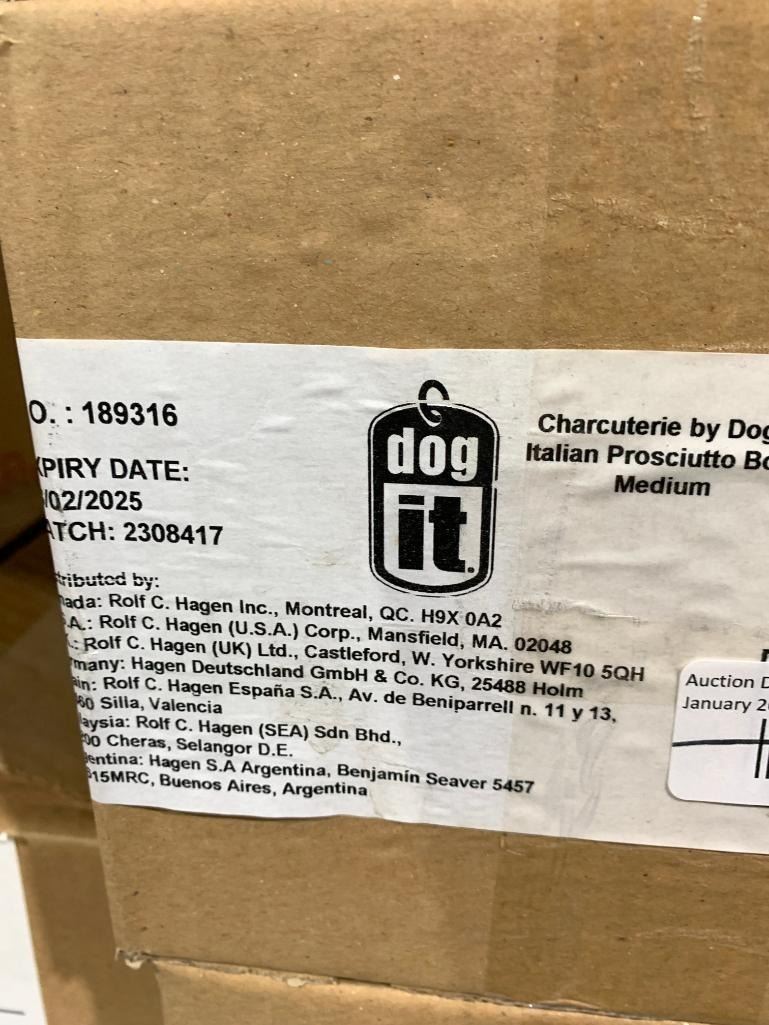 O. : 189316
XPIRY DATE:
/02/2025
ATCH: 2308417
dog
it.
Charcuterie by Dog
Italian Prosciutto Bo
Medium
tributed by:
nada: Rolf C. Hagen Inc., Montreal, QC. H9X 0A2
.A.: Rolf C. Hagen (U.S.A.) Corp., Mansfield, MA. 02048
.: Rolf C. Hagen (UK) Ltd., Castleford, W. Yorkshire WF10 5QH
many: Hagen Deutschland GmbH & Co. KG, 25488 Holm
ain: Rolf C. Hagen España S.A., Av. de Beniparrell n. 11 y 13,
60 Silla, Valencia
aysia: Rolf C. Hagen (SEA) Sdn Bhd.,
00 Cheras, Selangor D.E.
entina: Hagen S.A Argentina, Benjamín Seaver 5457
615MRC, Buenos Aires, Argentina
Auction D
January 2